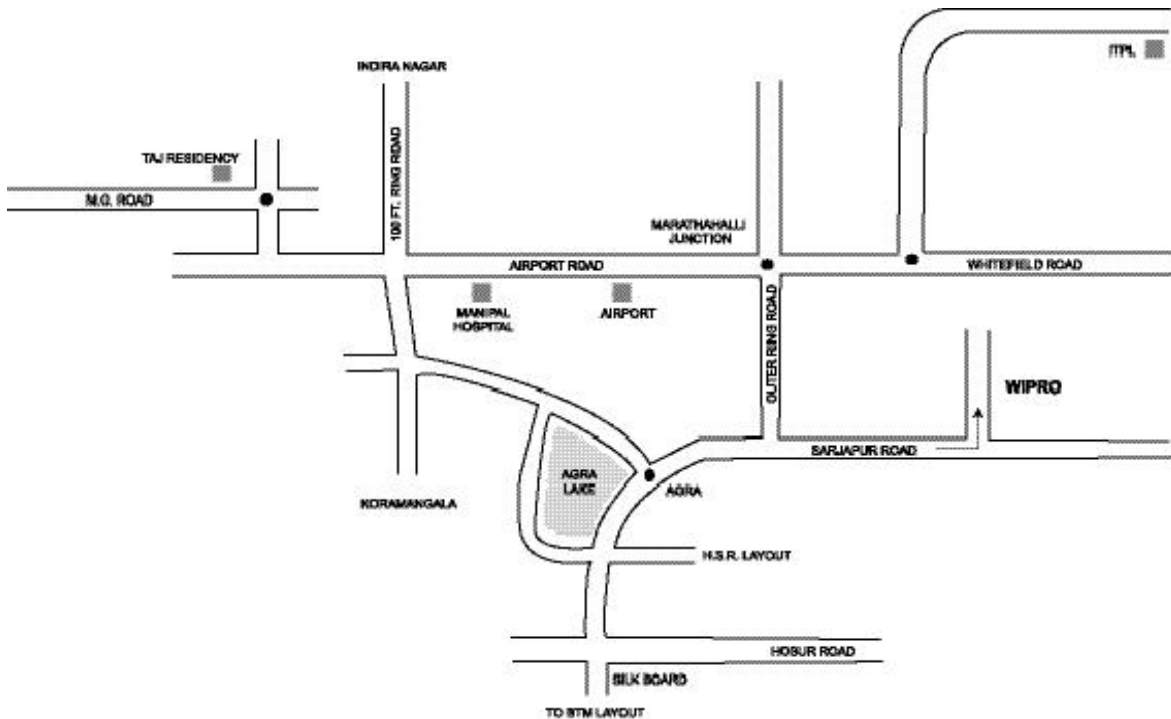 ITPL
INDIRA NAGAR
100 FT. RING ROAD
TAJ RESIDENCY
M.G. ROAD
MARATHAHALLI
JUNCTION
AIRPORT ROAD
WHITEFIELD ROAD
MANIPAL
HOSPITAL
AIRPORT
OUTER RING ROAD
WIPRO
SARJAPUR ROAD
AGRA
LAKE
AGRA
KORAMANGALA
H.S.R. LAYOUT
HOSUR ROAD
SILK BOARD
TO BTM LAYOUT